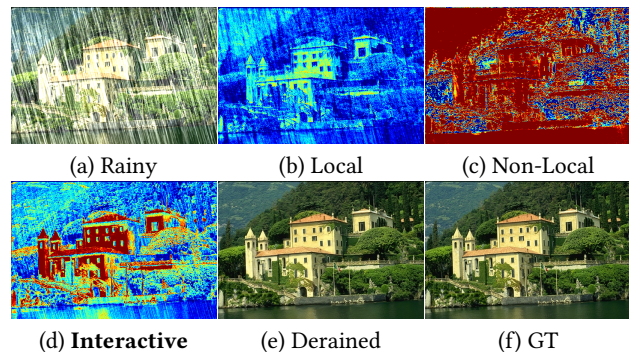 (a) Rainy
(b) Local
(c) Non-Local
(d) Interactive
(e) Derained
(f) GT